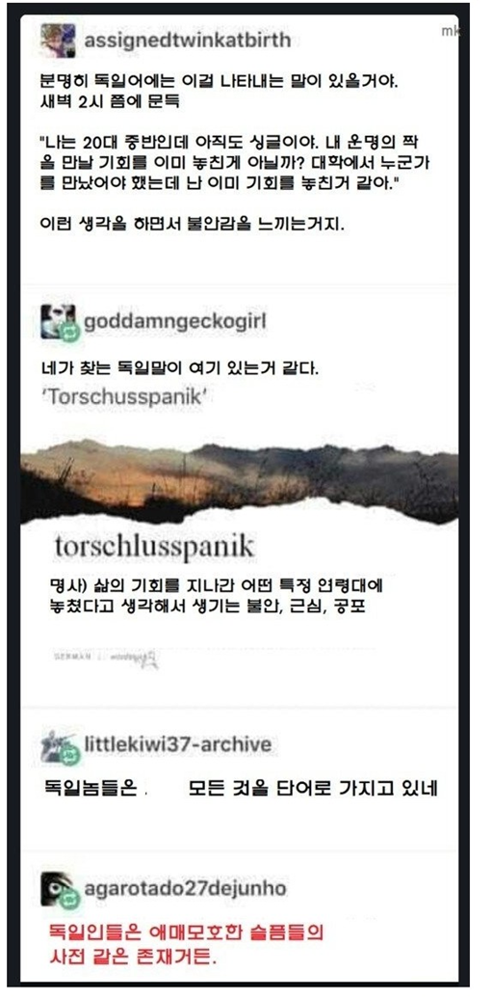 mk
assignedtwinkatbirth
분명히 독일어에는 이걸 나타내는 말이 있을거야.
새벽 2시 쯤에 문득
"나는 20대 중반인데 아직도 싱글이야. 내 운명의 짝
을 만날 기회를 이미 놓친게 아닐까? 대학에서 누군가
를 만났어야 했는데 난 이미 기회를 놓친거 같아."
이런 생각을 하면서 불안감을 느끼는거지.
goddamngeckogirl
네가 찾는 독일말이 여기 있는거 같다.
‘Torschusspanik’
torschlusspanik
명사) 삶의 기회를 지나간 어떤 특정 연령대에
놓쳤다고 생각해서 생기는 불안, 근심, 공포
GERMAN
littlekiwi37-archive
독일놈들은 . 모든 것을 단어로 가지고 있네
agarotado27dejunho
독일인들은 애매모호한 슬픔들의
사전 같은 존재거든.